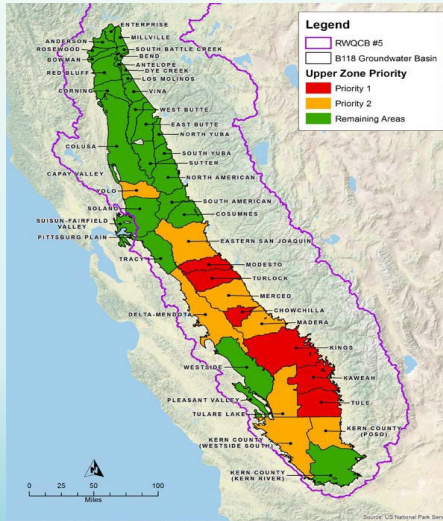 ENTERPRISE
ANDERSON
MILLVILLE
ROSEWOOD
SOUTH BATTLE CREEK
BOWMAN
BEND
ANTELOPE
RED BLUFF
DYE CREEK
LOS MOLINOS
CORNING
VINA
WEST BUTTE
EAST BUTTE
NORTH YUBA
COLUSA
SOUTH YUBA
SUTTER
CAPAY VALLEY
NORTH AMERICAN
YOLO
SOLANO
SOUTH AMERICAN
SUISUN-FAIRFIELD
VALLEY
COSUMNES
PITTSBURG PLAIN
EASTERN SAN JOAQUIN
TRACY
MODESTO
TURLOCK
MERCED
DELTA-MENDOTA
CHOWCHILLA
MADERA
KINGS
WESTSIDE
KAWEAH
PLEASANT VALLEY
TULE
TULARE LAKE
KERN COUNTY
(POSO)
KERN COUNTY
(WESTSIDE SOUTH)
KERN COUNTY
(KERN RIVER)
Legend
RWQCB #5
B118 Groundwater Basin
Upper Zone Priority
Priority 1
Priority 2
Remaining Areas
0 25 50 100
Miles
Source: US National Park Serv